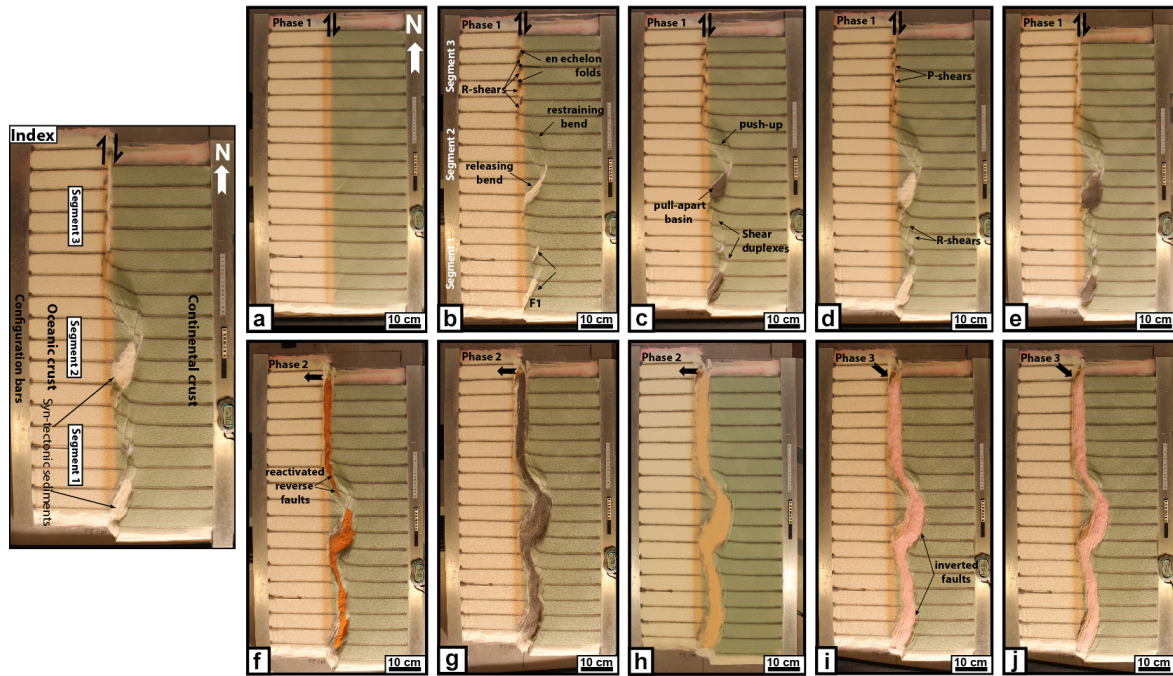 Index
N
Segment 3
Segment 2
Segment 1
Configuration bars
Oceanic crust
Syn-tectonic sediments
Continental crust
Phase 1
N
a
10 cm
Phase 1
Segment 3
Segment 2
Segment 1
en echelon
folds
R-shears
restraining
bend
releasing
bend
F1
b
10 cm
Phase 1
push-up
pull-apart
basin
Shear
duplexes
c
10 cm
Phase 1
P-shears
R-shears
d
10 cm
Phase 1
e
10 cm
Phase 2
reactivated
reverse
faults
f
10 cm
Phase 2
g
10 cm
Phase 2
h
10 cm
Phase 3
inverted
faults
i
10 cm
Phase 3
j
10 cm